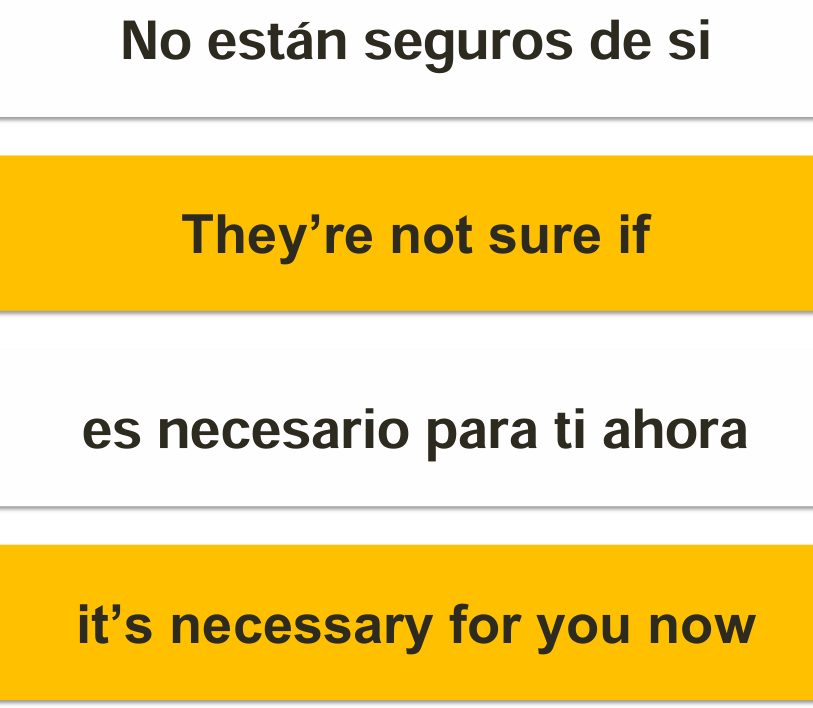 No están seguros de si
They’re not sure if
es necesario para ti ahora
it’s necessary for you now